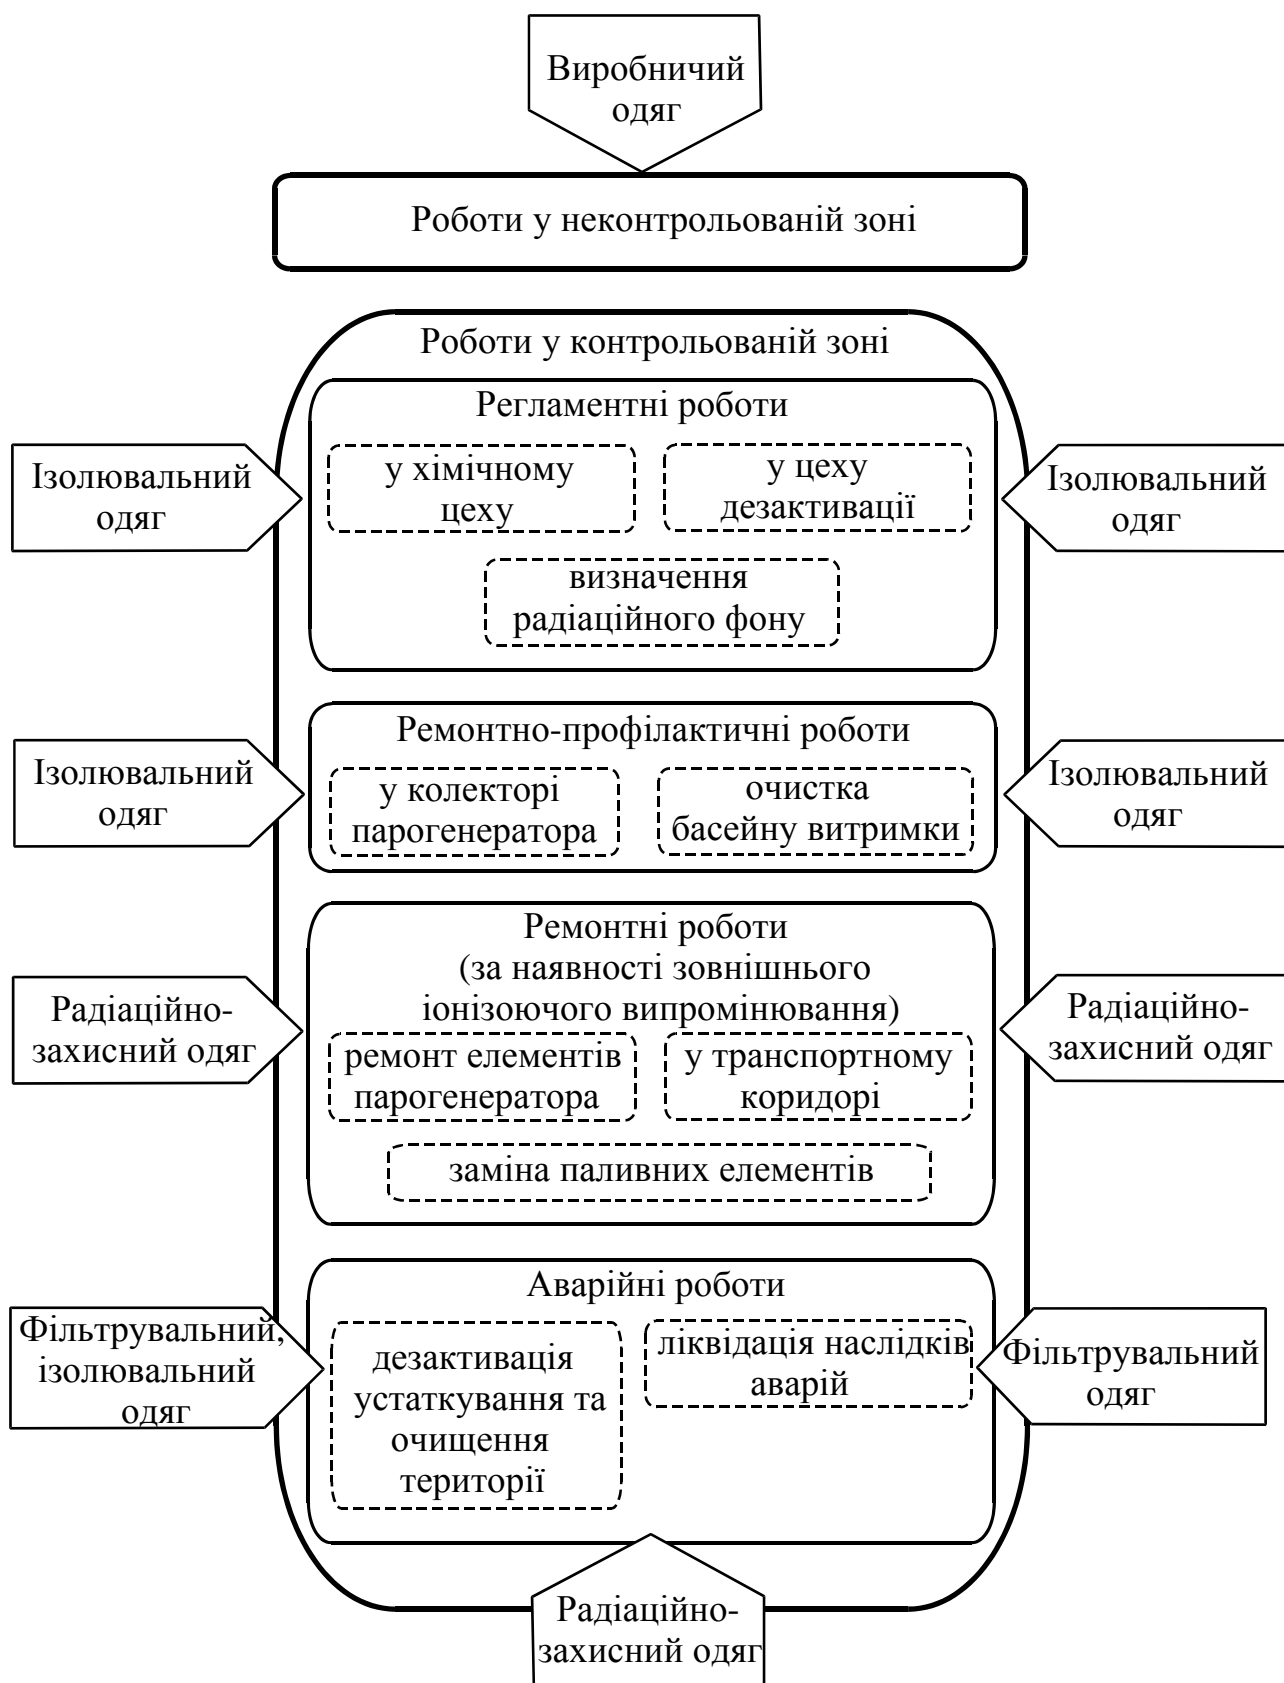 Виробничий
одяг
Роботи у неконтрольованій зоні
Роботи у контрольованій зоні
Регламентні роботи
Ізолювальний
одяг
у хімічному
цеху
у цеху
дезактивації
Ізолювальний
одяг
визначення
радіаційного фону
Ремонтно-профілактичні роботи
Ізолювальний
одяг
у колекторі
парогенератора
очистка
басейну витримки
Ізолювальний
одяг
Ремонтні роботи
(за наявності зовнішнього
іонізоючого випромінювання)
Радіаційно-
захисний одяг
ремонт елементів
парогенератора
у транспортному
коридорі
Радіаційно-
захисний одяг
заміна паливних елементів
Аварійні роботи
Фільтрувальний,
ізолювальний
одяг
дезактивація
устаткування та
очищення
території
ліквідація наслідків
аварій
Фільтрувальний
одяг
Радіаційно-
захисний одяг